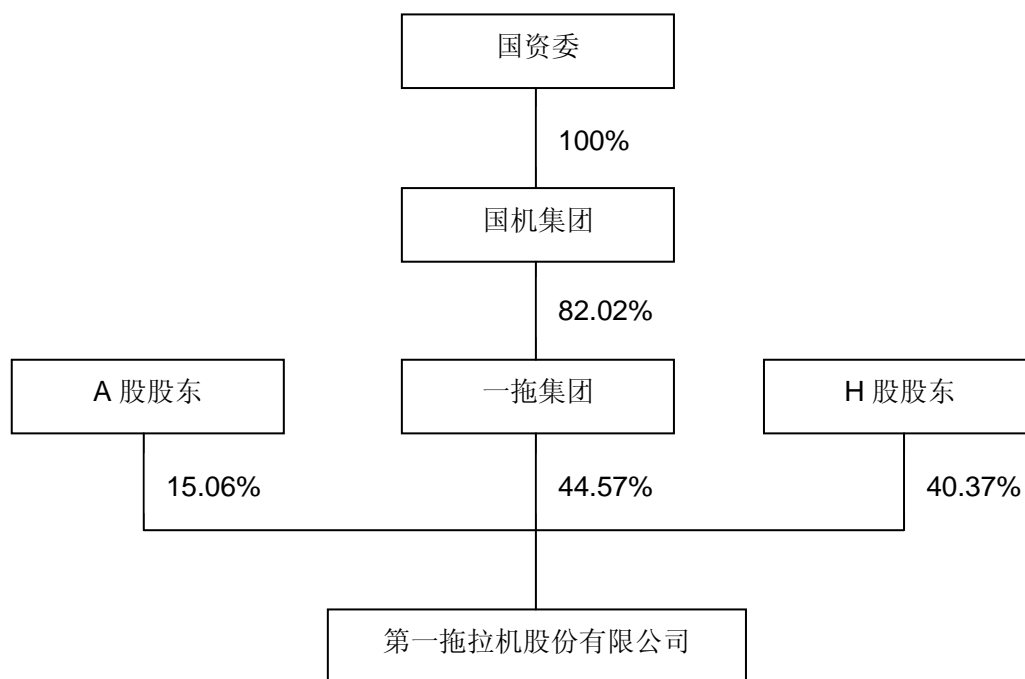 国资委
100%
国机集团
82.02%
A 股股东
一拖集团
H 股股东
15.06%
44.57%
40.37%
第一拖拉机股份有限公司